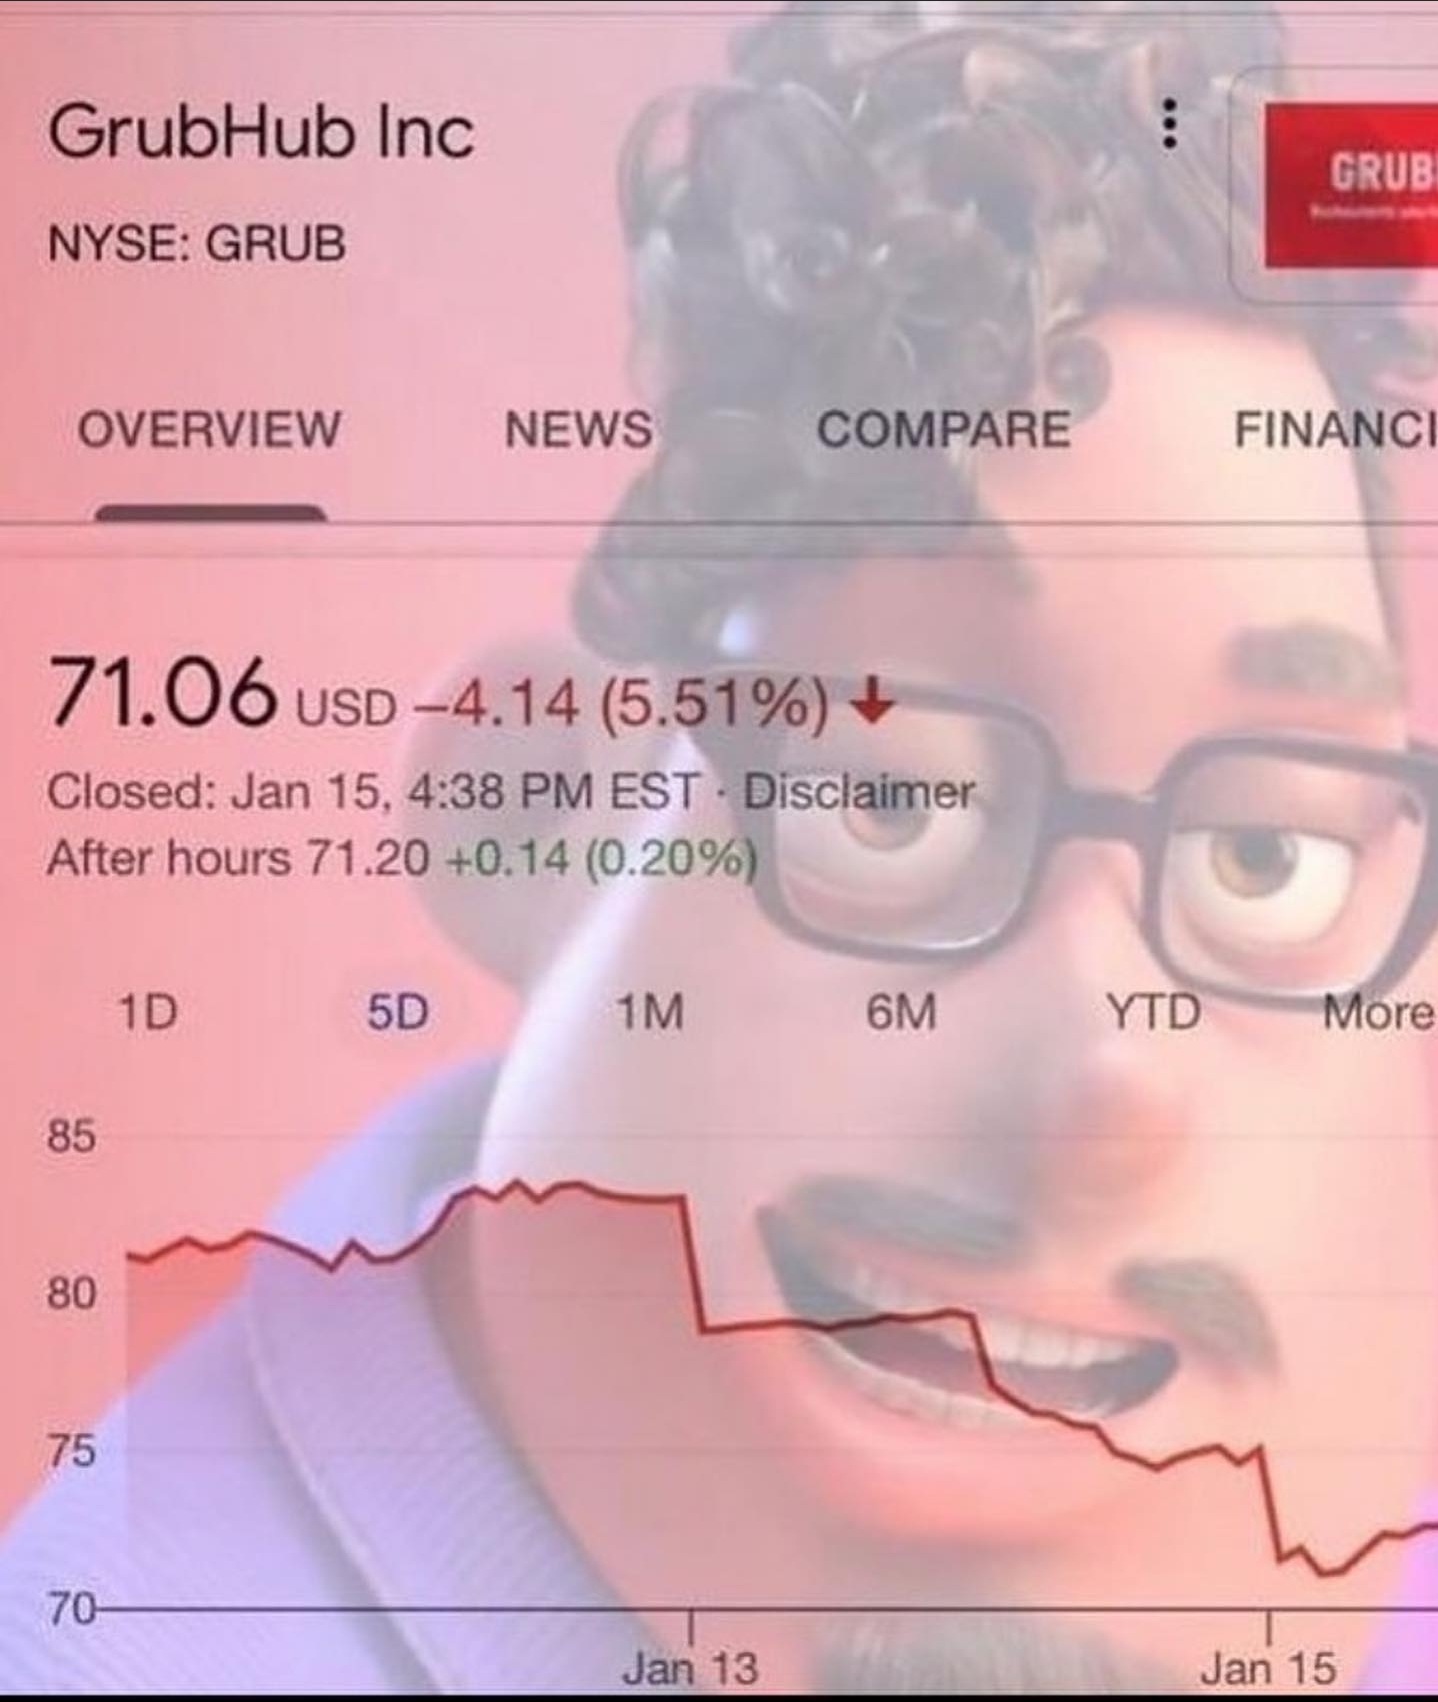 GrubHub Inc
GRUB
NYSE: GRUB
OVERVIEW NEWS COMPARE FINANCI
71.06 USD −4.14 (5.51%) ↓
Closed: Jan 15, 4:38 PM EST · Disclaimer
After hours 71.20 +0.14 (0.20%)
1D 5D 1M 6M YTD More
85
80
75
70
Jan 13 Jan 15